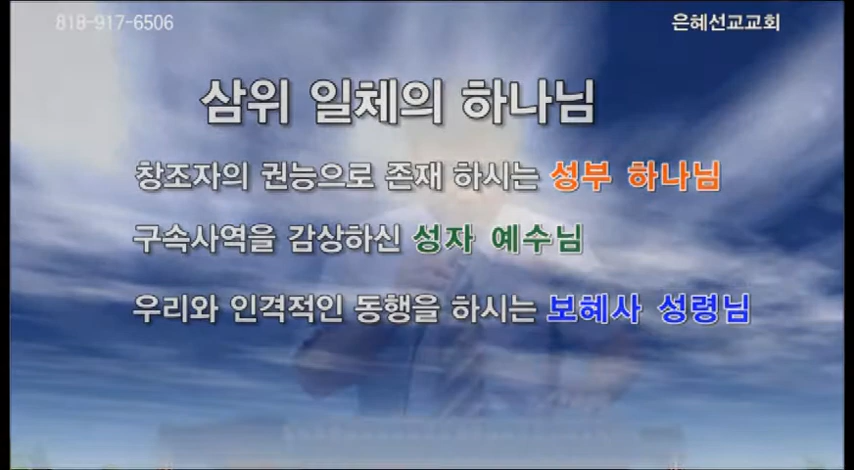 818-917-6506 은혜선교교회
삼위 일체의 하나님
창조자의 권능으로 존재 하시는 성부 하나님
구속사역을 감상하신 성자 예수님
우리와 인격적인 동행을 하시는 보혜사 성령님